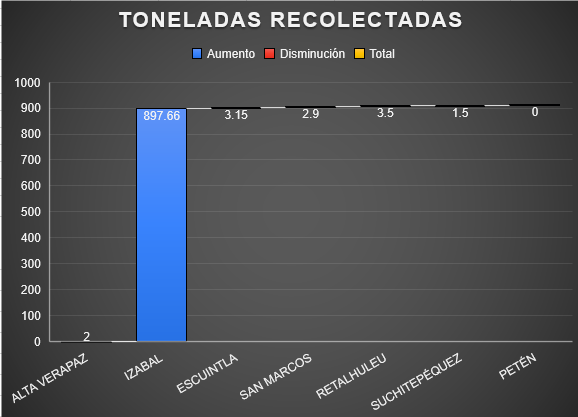 TONELADAS RECOLECTADAS
Aumento Disminución Total
1000
900
800
700
600
500
400
300
200
100
0
2
897.66
3.15
2.9
3.5
1.5
0
ALTA VERAPAZ
IZABAL
ESCUINTLA
SAN MARCOS
RETALHULEU
SUCHITEPÉQUEZ
PETÉN